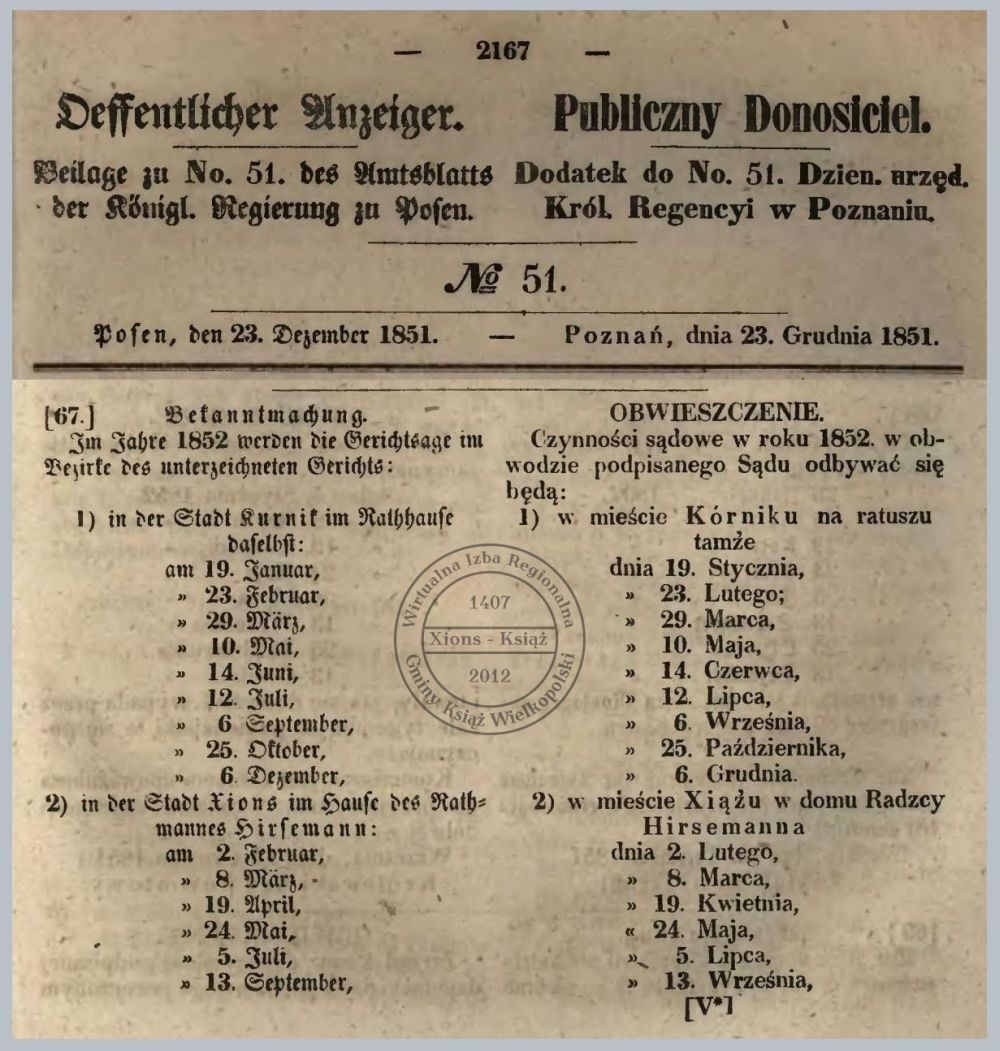 — 2167 —
Oeffentlicher Anzeiger.
Beilage zu No. 51. des Amtsblatts
der Königl. Regierung zu Posen.
Publiczny Donosiciel.
Dodatek do No. 51. Dzien. urzęd.
Król. Regencyi w Poznaniu.
№ 51.
Posen, den 23. Dezember 1851. — Poznań, dnia 23. Grudnia 1851.
[67.] Bekanntmachung.
Im Jahre 1852 werden die Gerichtsage im
Bezirke des unterzeichneten Gerichts:
1) in der Stadt Kurnik im Rathhause
daselbst:
am 19. Januar,
» 23. Februar,
» 29. März,
» 10. Mai,
» 14. Juni,
» 12. Juli,
» 6 September,
» 25. Oktober,
» 6. Dezember,
2) in der Stadt Xions im Hause des Rath-
mannes Hirsemann:
am 2. Februar,
» 8. März,
» 19. April,
» 24. Mai,
» 5. Juli,
» 13. September,
OBWIESZCZENIE.
Czynności sądowe w roku 1852. w ob-
wodzie podpisanego Sądu odbywać się
będą:
1) w mieście Kórniku na ratuszu
tamże
dnia 19. Stycznia,
» 23. Lutego;
» 29. Marca,
» 10. Maja,
» 14. Czerwca,
» 12. Lipca,
» 6. Września,
» 25. Października,
» 6. Grudnia.
2) w mieście Xiążu w domu Radzcy
Hirsemanna
dnia 2. Lutego,
» 8. Marca,
» 19. Kwietnia,
« 24. Maja,
» 5. Lipca,
» 13. Września,
[V*]
Wirtualna Izba Regionalna
1407
Xions - Książ
2012
Gminy Książ Wielkopolski